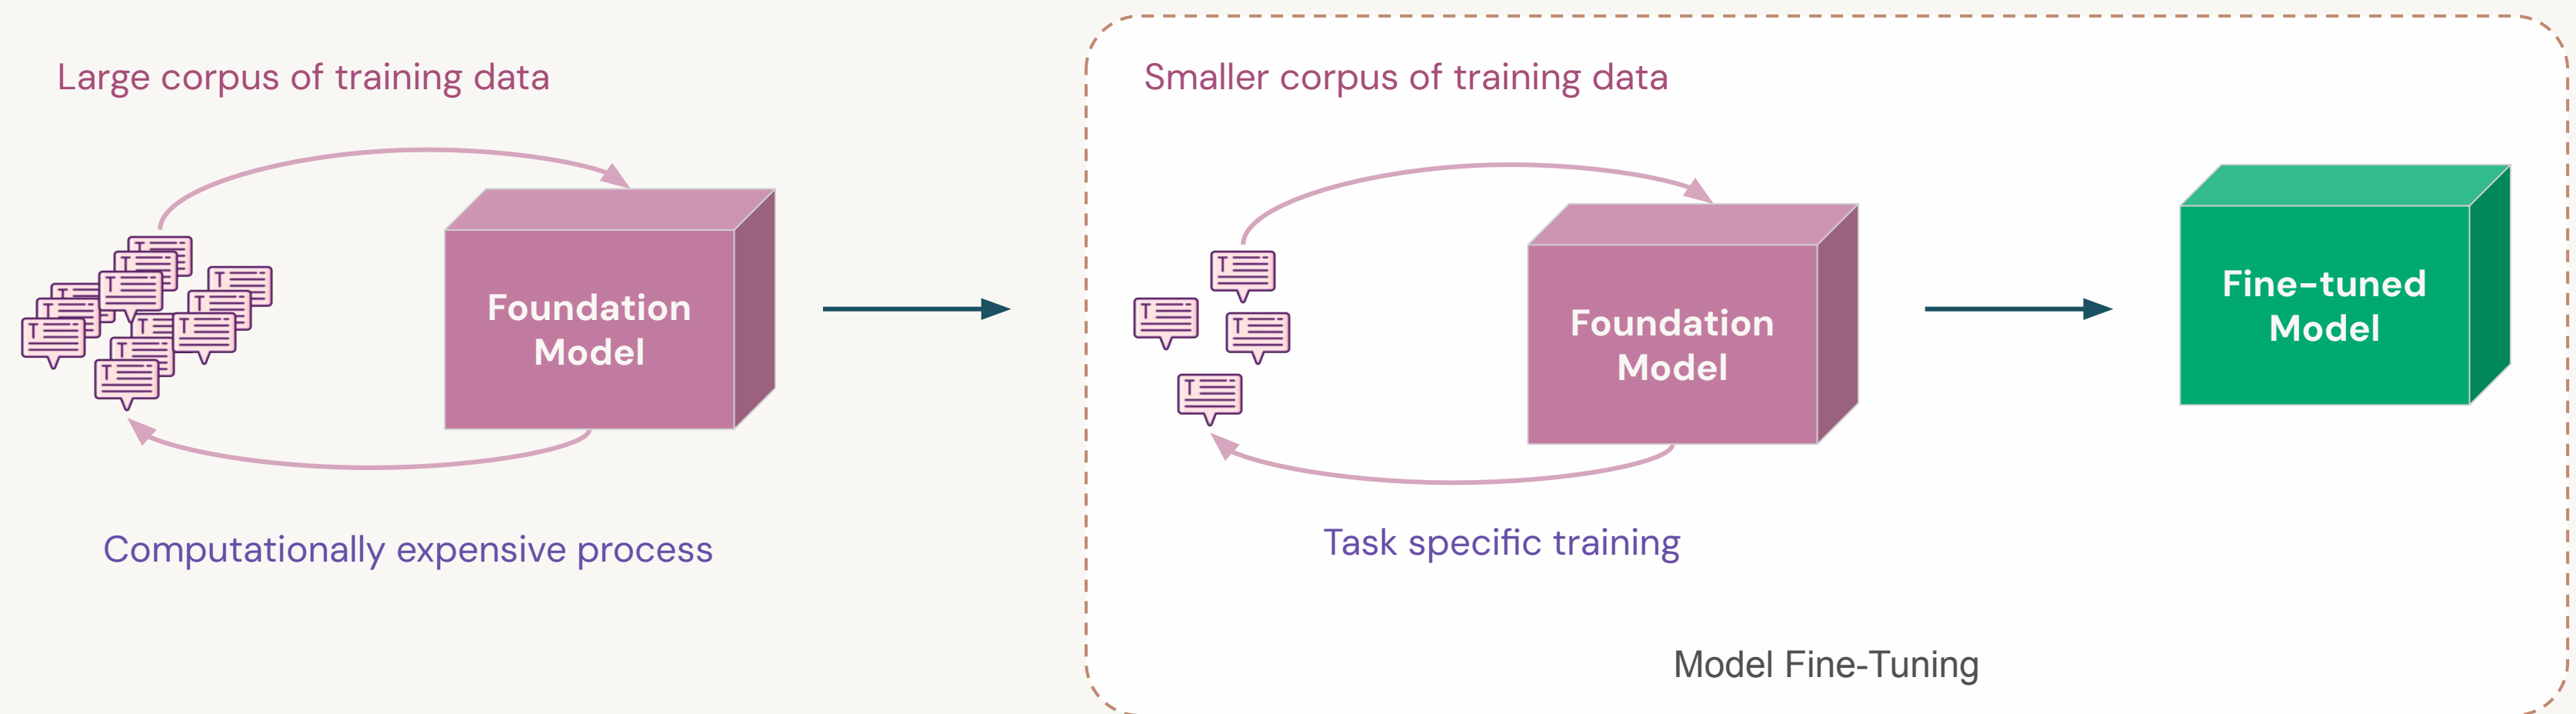 Large corpus of training data
Foundation
Model
Computationally expensive process
Smaller corpus of training data
Foundation
Model
Task specific training
Fine-tuned
Model
Model Fine-Tuning